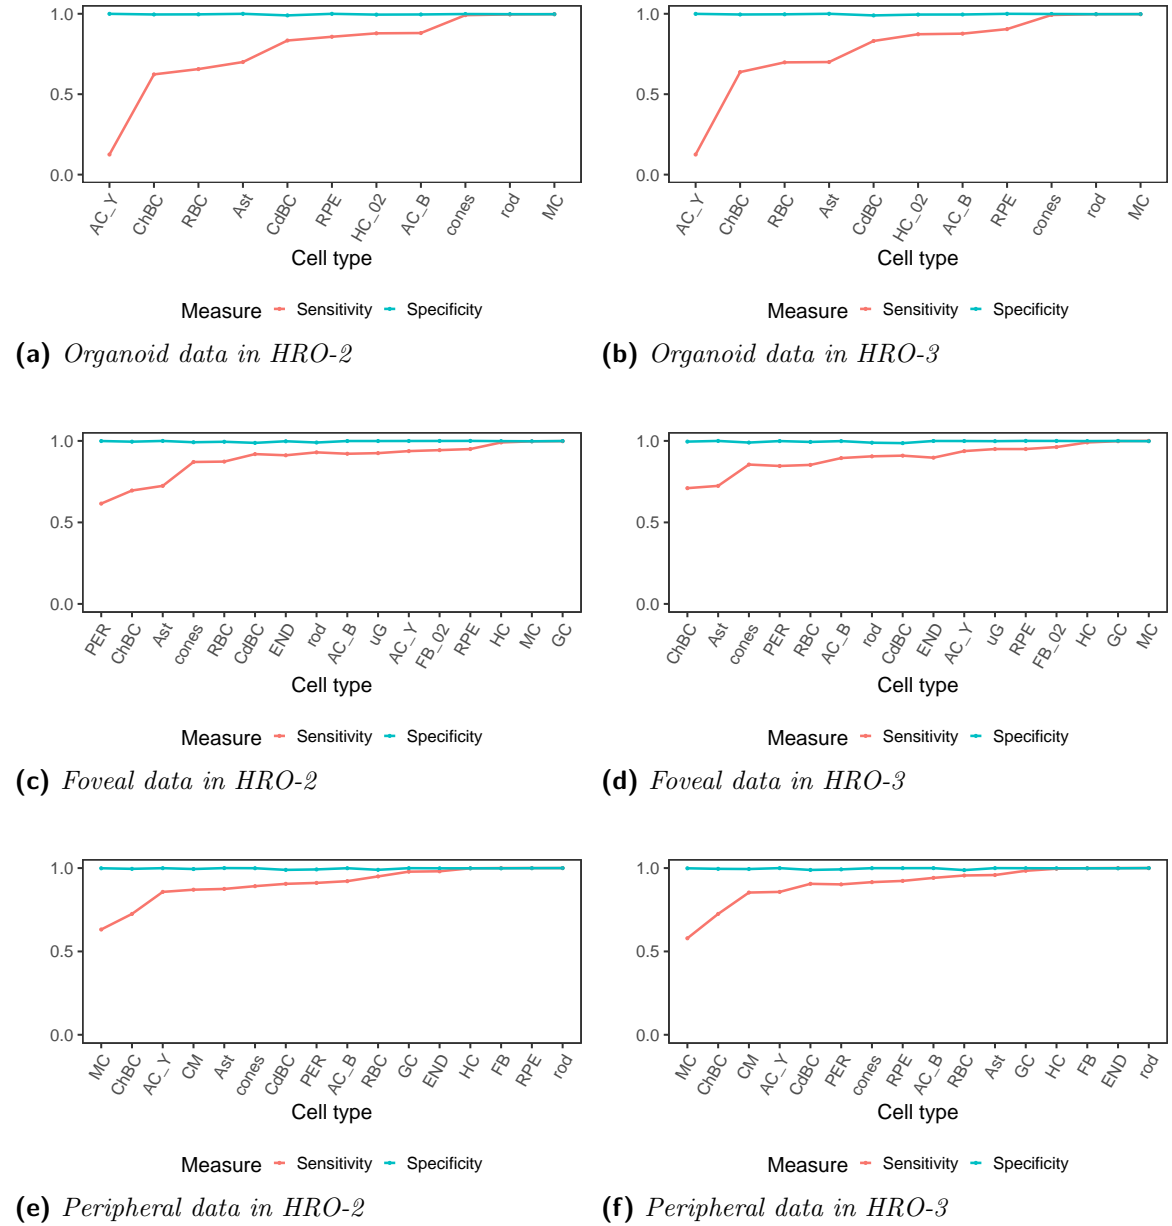 1.0
0.5
0.0
AC_Y ChBC RBC Ast CdBC RPE HC_02 AC_B cones rod MC
Cell type
Measure Sensitivity Specificity
(a) Organoid data in HRO-2
1.0
0.5
0.0
AC_Y ChBC RBC Ast CdBC HC_02 AC_B RPE cones rod MC
Cell type
Measure Sensitivity Specificity
(b) Organoid data in HRO-3
1.0
0.5
0.0
PER ChBC Ast cones RBC CdBC END rod AC_B uG AC_Y FB_02 RPE HC MC GC
Cell type
Measure Sensitivity Specificity
(c) Foveal data in HRO-2
1.0
0.5
0.0
ChBC Ast cones PER RBC AC_B rod CdBC END AC_Y uG RPE FB_02 HC GC MC
Cell type
Measure Sensitivity Specificity
(d) Foveal data in HRO-3
1.0
0.5
0.0
MC ChBC AC_Y CM Ast cones CdBC PER AC_B RBC GC END HC FB RPE rod
Cell type
Measure Sensitivity Specificity
(e) Peripheral data in HRO-2
1.0
0.5
0.0
MC ChBC CM AC_Y CdBC PER cones RPE AC_B RBC Ast GC HC FB END rod
Cell type
Measure Sensitivity Specificity
(f) Peripheral data in HRO-3